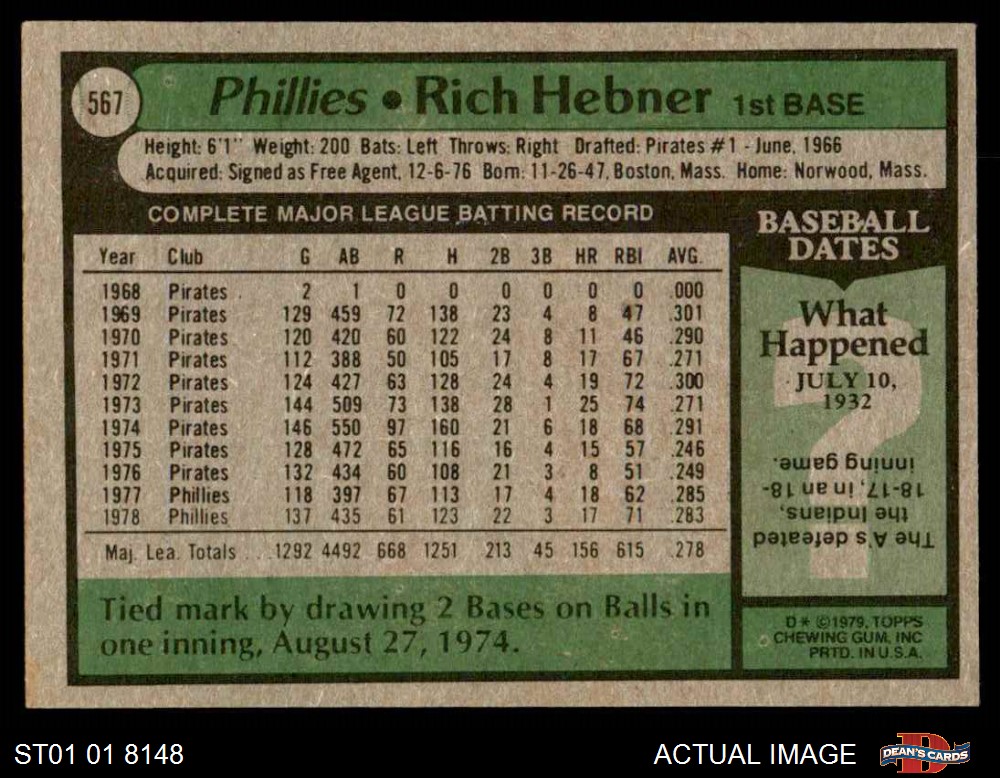 567
Phillies • Rich Hebner 1st BASE
Height: 6'1" Weight: 200 Bats: Left Throws: Right Drafted: Pirates #1 - June, 1966
Acquired: Signed as Free Agent, 12-6-76 Born: 11-26-47, Boston, Mass. Home: Norwood, Mass.
COMPLETE MAJOR LEAGUE BATTING RECORD
Year Club G AB R H 2B 3B HR RBI AVG.
1968 Pirates 2 1 0 0 0 0 0 0 .000
1969 Pirates 129 459 72 138 23 4 8 47 .301
1970 Pirates 120 420 60 122 24 8 11 46 .290
1971 Pirates 112 388 50 105 17 8 17 67 .271
1972 Pirates 124 427 63 128 24 4 19 72 .300
1973 Pirates 144 509 73 138 28 1 25 74 .271
1974 Pirates 146 550 97 160 21 6 18 68 .291
1975 Pirates 128 472 65 116 16 4 15 57 .246
1976 Pirates 132 434 60 108 21 3 8 51 .249
1977 Phillies 118 397 67 113 17 4 18 62 .285
1978 Phillies 137 435 61 123 22 3 17 71 .283
Maj. Lea. Totals ... 1292 4492 668 1251 213 45 156 615 .278
Tied mark by drawing 2 Bases on Balls in
one inning, August 27, 1974.
BASEBALL
DATES
What
Happened
JULY 10,
1932
The A's defeated
the Indians,
18-17, in an 18-
inning game.
D* ©1979, TOPPS
CHEWING GUM, INC
PRTD. IN U.S.A.
ST01 01 8148
ACTUAL IMAGE
DEAN'S CARDS